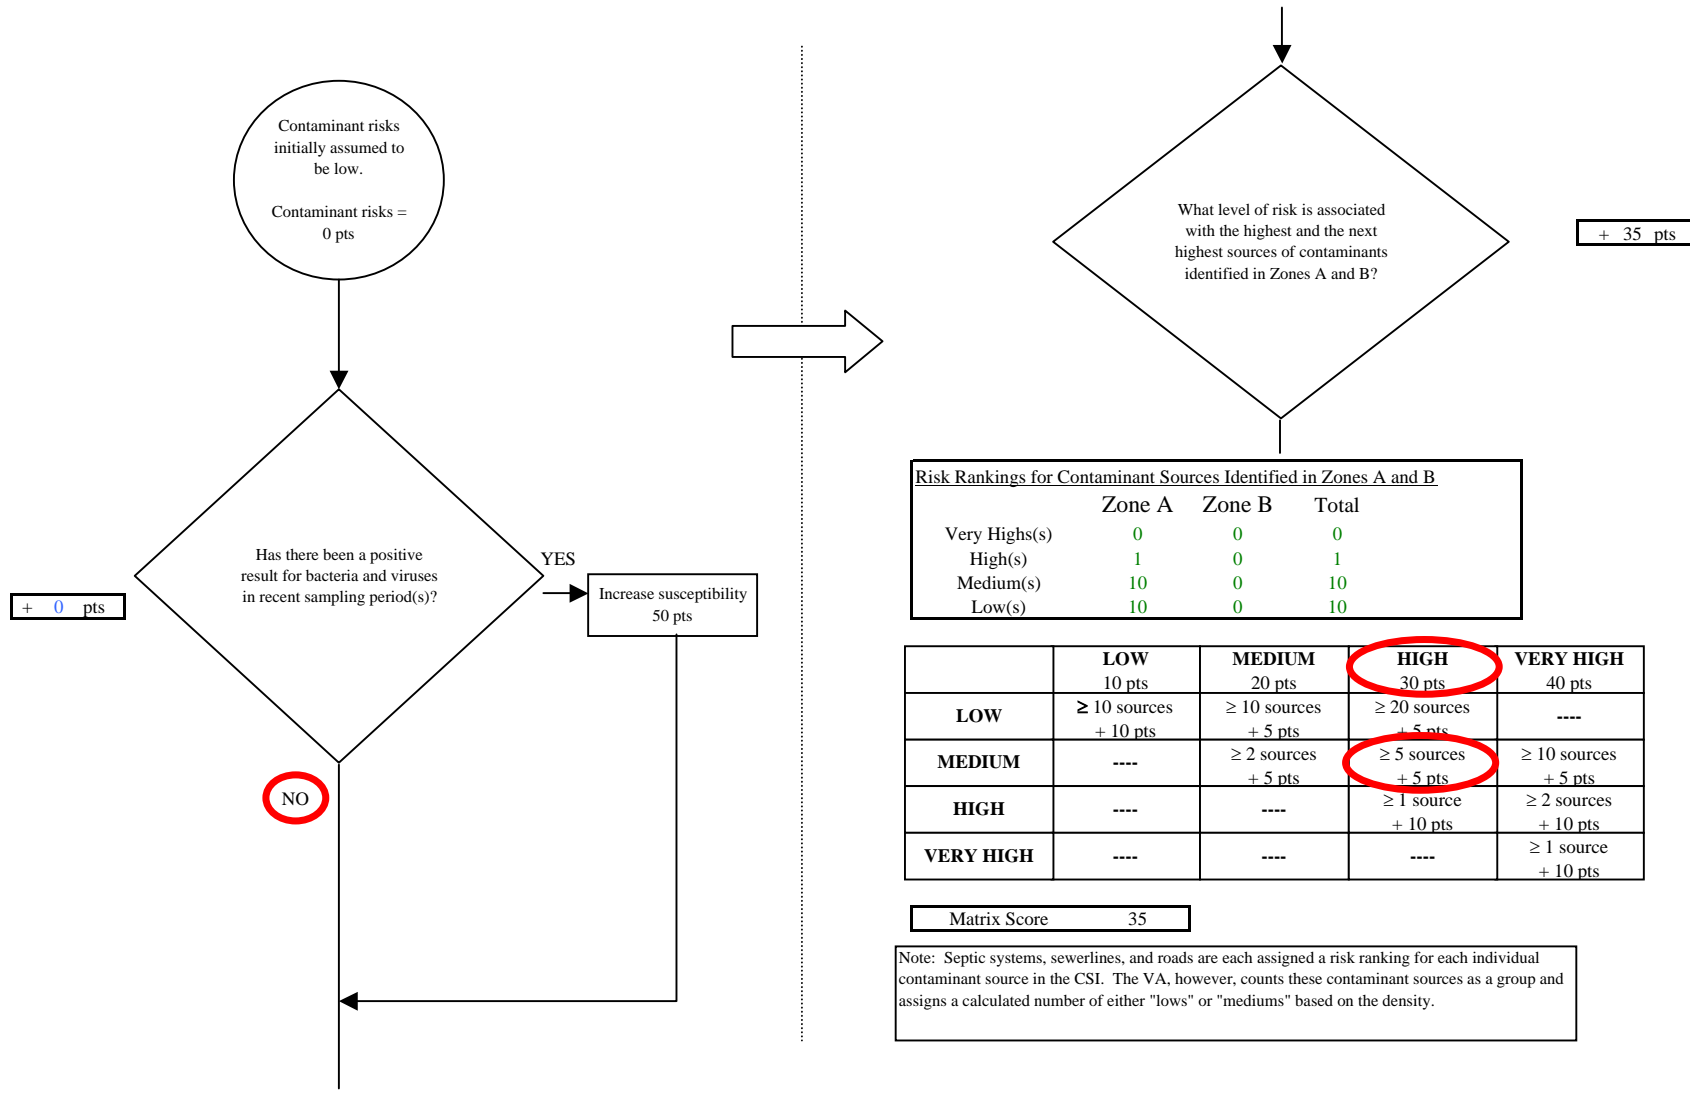 Contaminant risks
initially assumed to
be low.
Contaminant risks =
0 pts
Has there been a positive
result for bacteria and viruses
in recent sampling period(s)?
+ 0 pts
YES
Increase susceptibility
50 pts
NO
What level of risk is associated
with the highest and the next
highest sources of contaminants
identified in Zones A and B?
+ 35 pts
Risk Rankings for Contaminant Sources Identified in Zones A and B
Zone A Zone B Total
Very Highs(s) 0 0 0
High(s) 1 0 1
Medium(s) 10 0 10
Low(s) 10 0 10
LOW MEDIUM HIGH VERY HIGH
10 pts 20 pts 30 pts 40 pts
LOW ≥ 10 sources ≥ 10 sources ≥ 20 sources ----
+ 10 pts + 5 pts + 5 pts
MEDIUM ---- ≥ 2 sources ≥ 5 sources ≥ 10 sources
+ 5 pts + 5 pts + 5 pts
HIGH ---- ---- ≥ 1 source ≥ 2 sources
+ 10 pts + 10 pts
VERY HIGH ---- ---- ---- ≥ 1 source
+ 10 pts
Matrix Score 35
Note: Septic systems, sewerlines, and roads are each assigned a risk ranking for each individual
contaminant source in the CSI. The VA, however, counts these contaminant sources as a group and
assigns a calculated number of either "lows" or "mediums" based on the density.